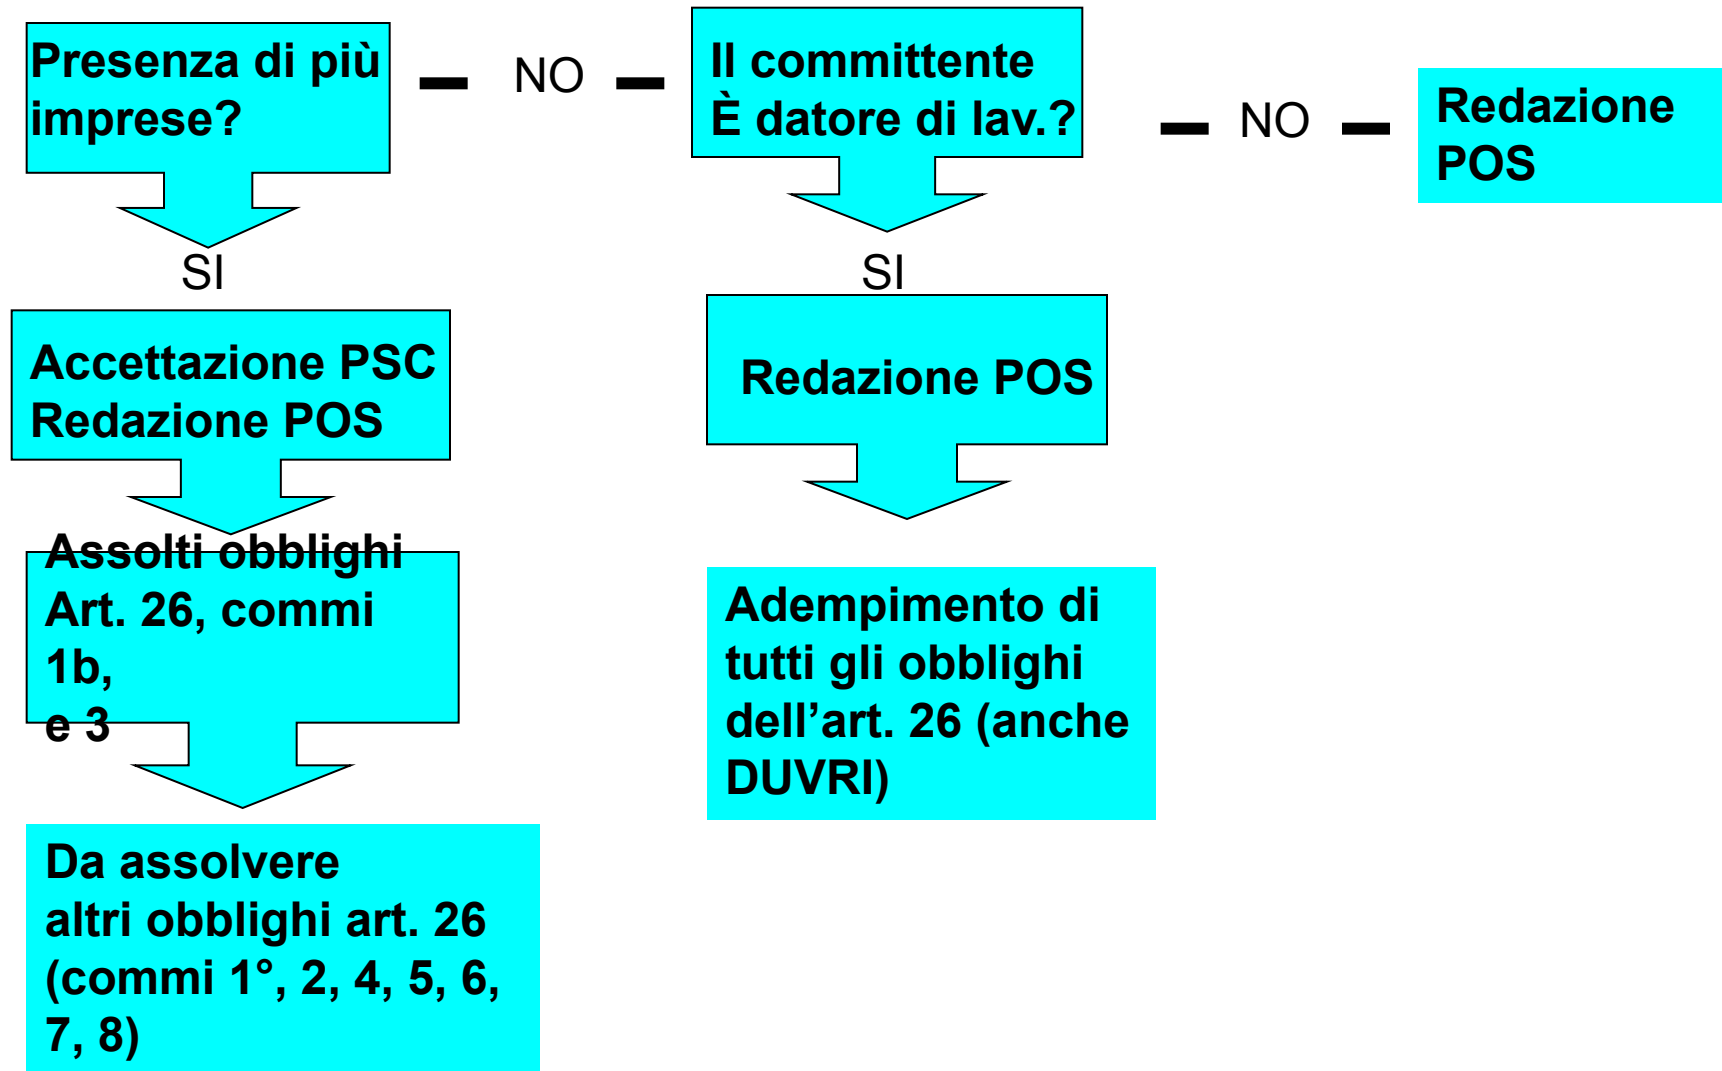 Presenza di più
imprese?
NO
Il committente
È datore di lav.?
NO
Redazione
POS
SI
Accettazione PSC
Redazione POS
Assolti obblighi
Art. 26, commi
1b,
e 3
Da assolvere
altri obblighi art. 26
(commi 1°, 2, 4, 5, 6,
7, 8)
SI
Redazione POS
Adempimento di
tutti gli obblighi
dell’art. 26 (anche
DUVRI)